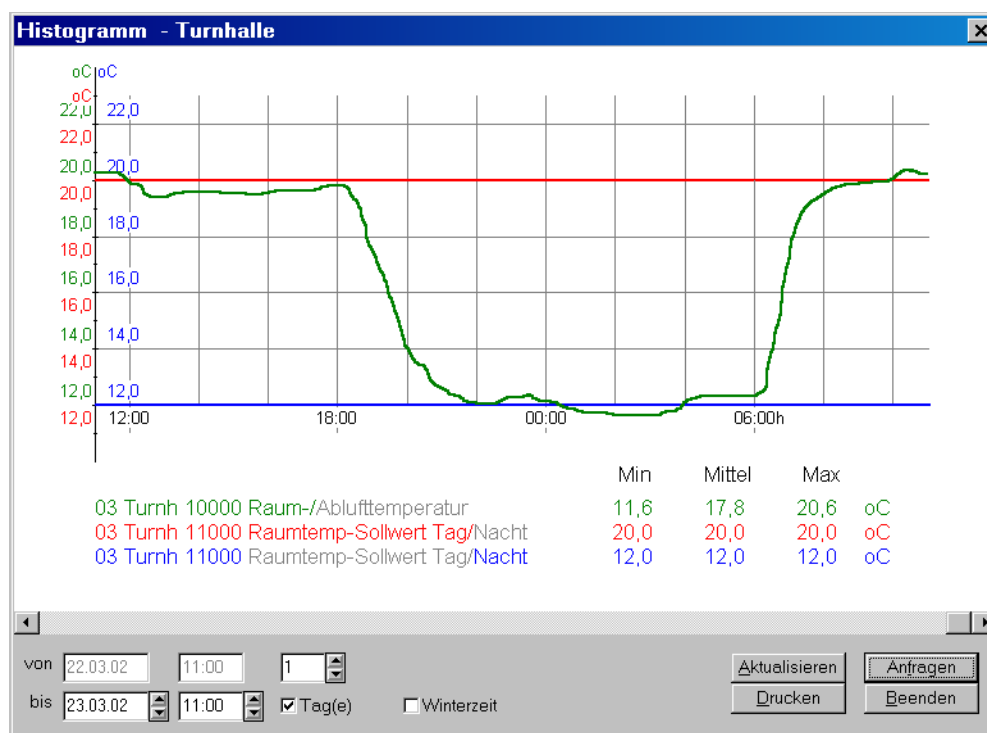 Histogramm - Turnhalle
oC oC
oC
22,0 22,0
22,0
20,0 20,0
20,0
18,0 18,0
18,0
16,0 16,0
16,0
14,0 14,0
14,0
12,0 12,0
12,0 12:00 18:00 00:00 06:00h
Min Mittel Max
03 Turnh 10000 Raum-/Ablufttemperatur 11,6 17,8 20,6 oC
03 Turnh 11000 Raumtemp-Sollwert Tag/Nacht 20,0 20,0 20,0 oC
03 Turnh 11000 Raumtemp-Sollwert Tag/Nacht 12,0 12,0 12,0 oC
von 22.03.02 11:00 1 Aktualisieren Anfragen
bis 23.03.02 11:00 Tag(e) Winterzeit Drucken Beenden